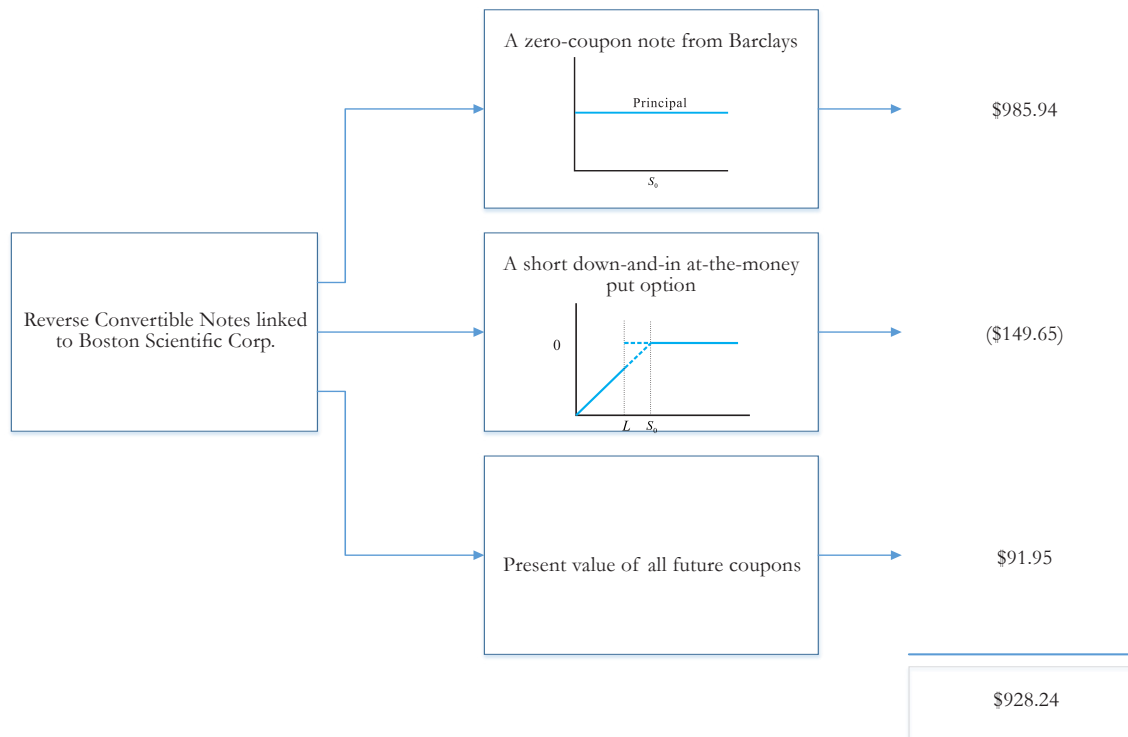 A zero-coupon note from Barclays
Principal
S₀
$985.94
Reverse Convertible Notes linked
to Boston Scientific Corp.
A short down-and-in at-the-money
put option
0
L S₀
($149.65)
Present value of all future coupons
$91.95
$928.24